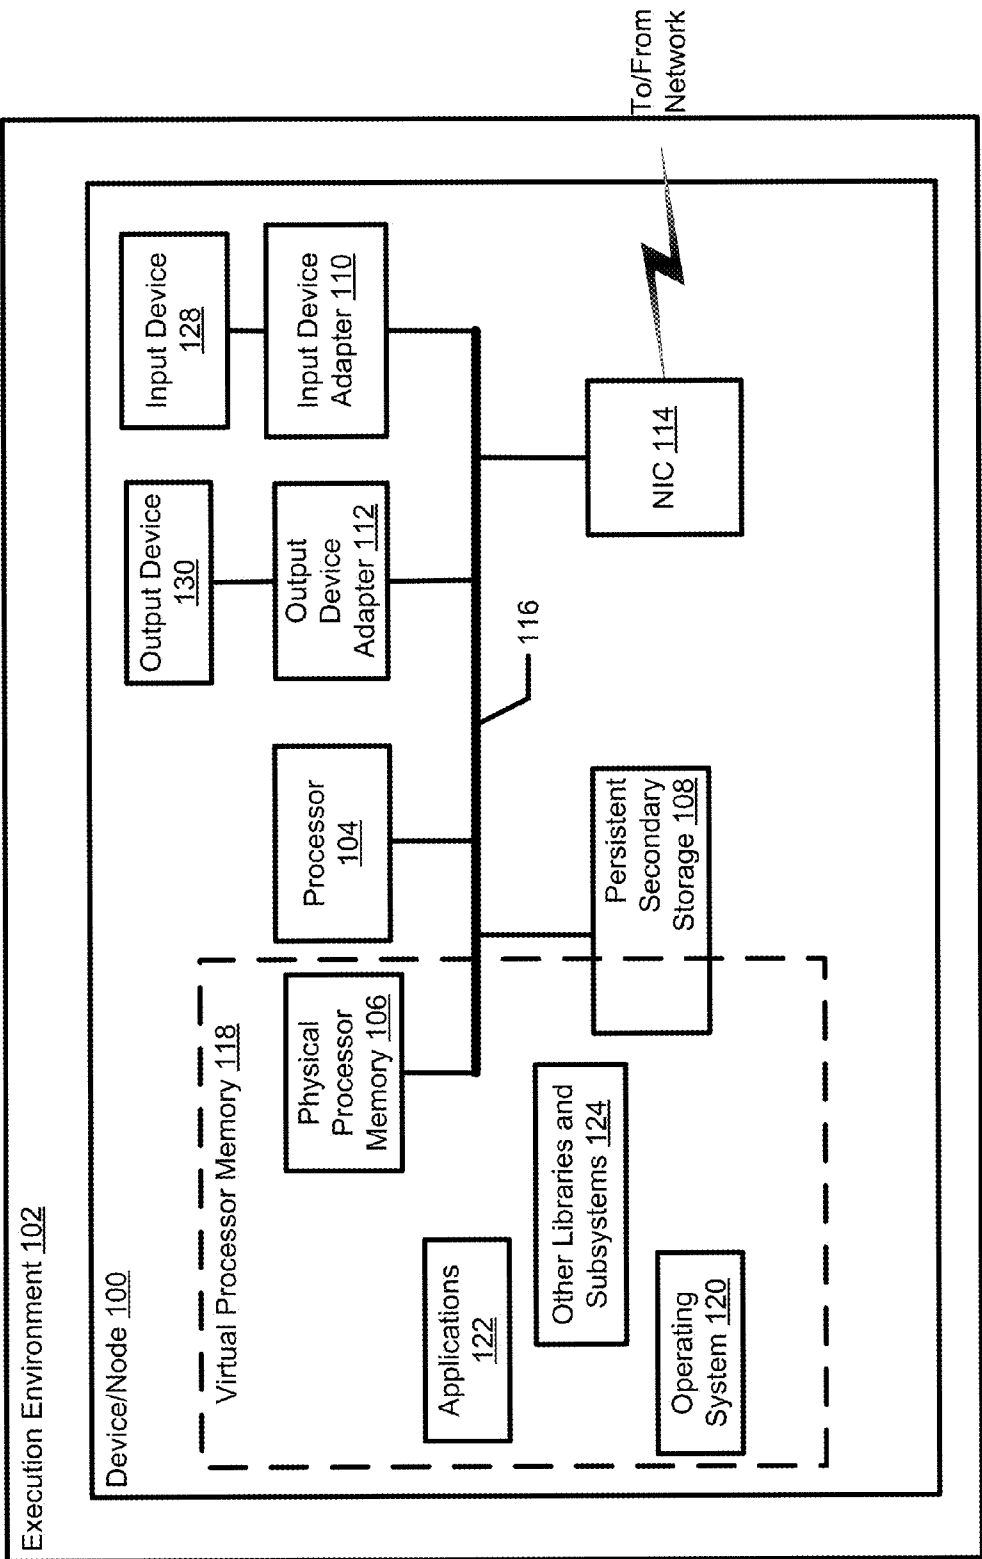 Execution Environment 102
Device/Node 100
Virtual Processor Memory 118
Applications
122
Other Libraries and
Subsystems 124
Operating
System 120
Physical
Processor
Memory 106
Persistent
Secondary
Storage 108
Processor
104
Output Device
130
Output
Device
Adapter 112
Input Device
128
Input Device
Adapter 110
116
NIC 114
To/From
Network